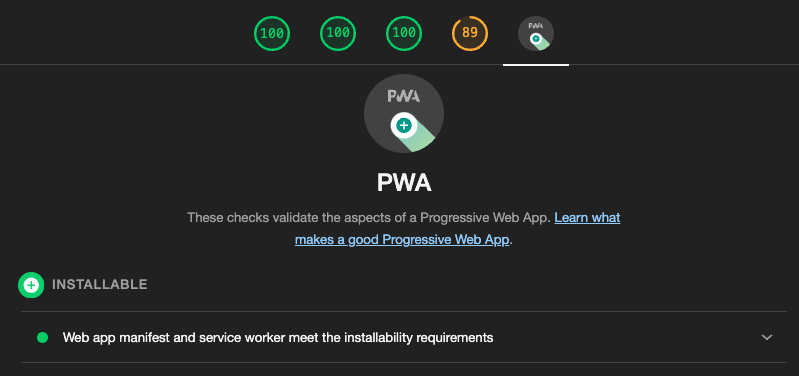 100 100 100 89 PWA
PWA
PWA
These checks validate the aspects of a Progressive Web App. Learn what
makes a good Progressive Web App.
INSTALLABLE
Web app manifest and service worker meet the installability requirements